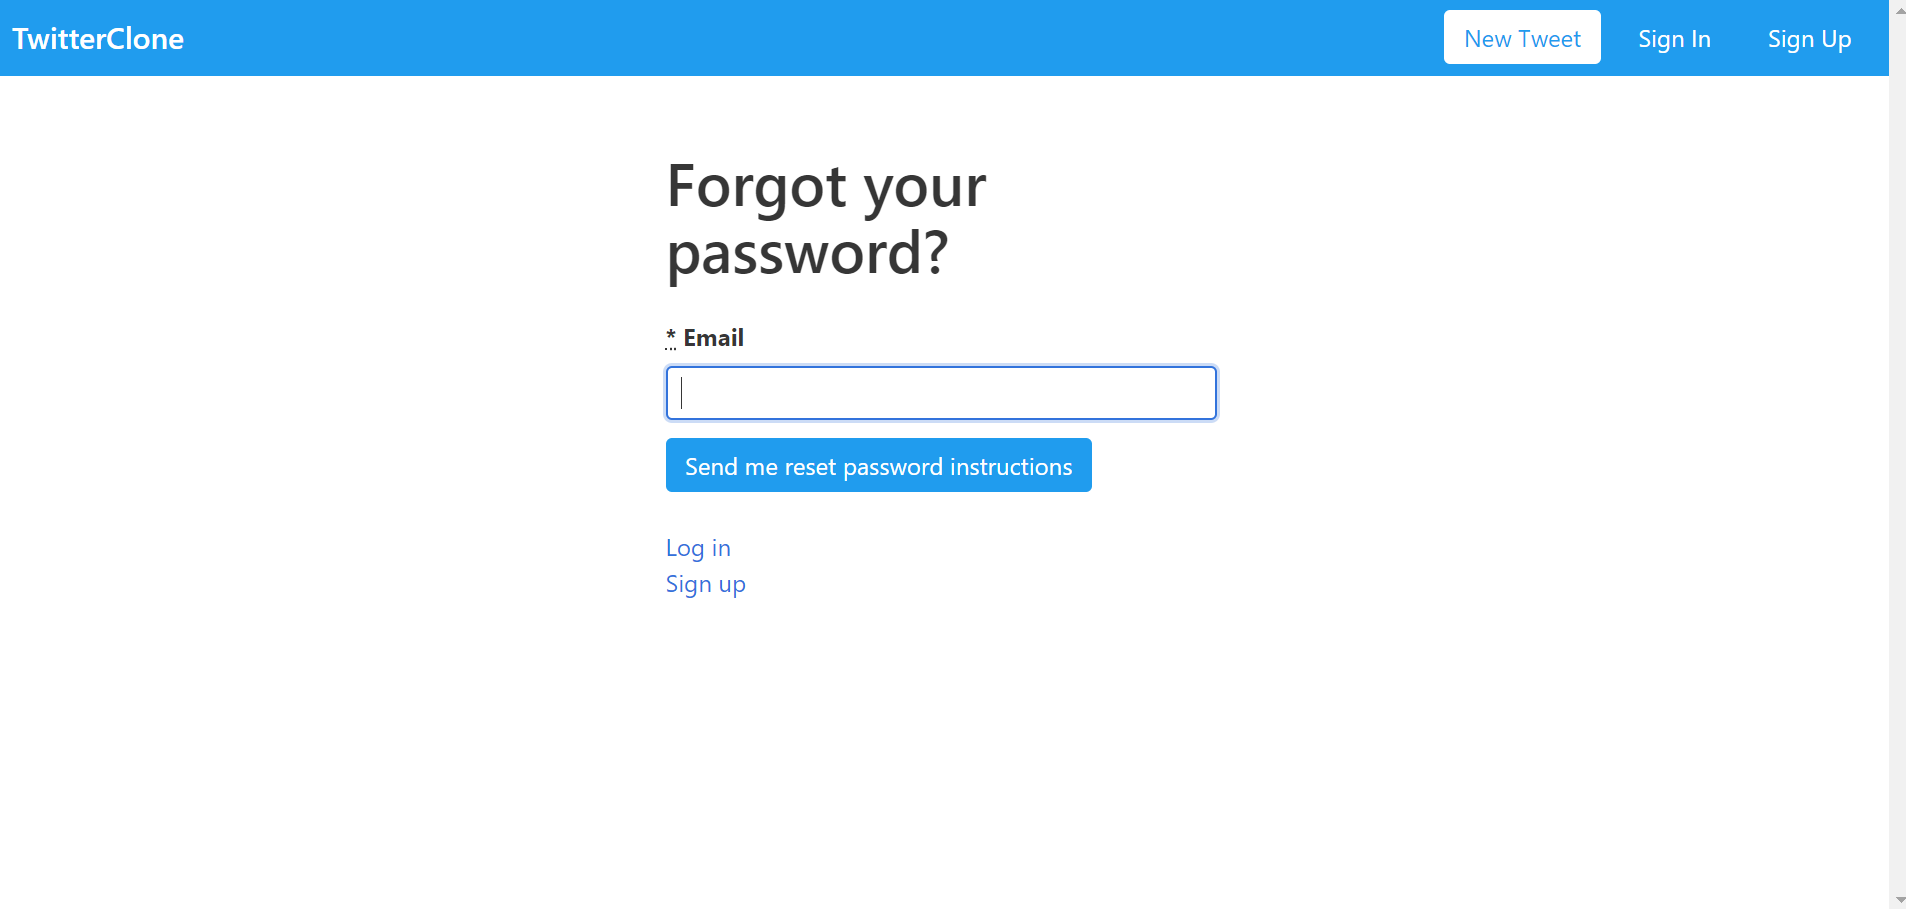 TwitterClone
New Tweet
Sign In
Sign Up
Forgot your
password?
* Email
Send me reset password instructions
Log in
Sign up